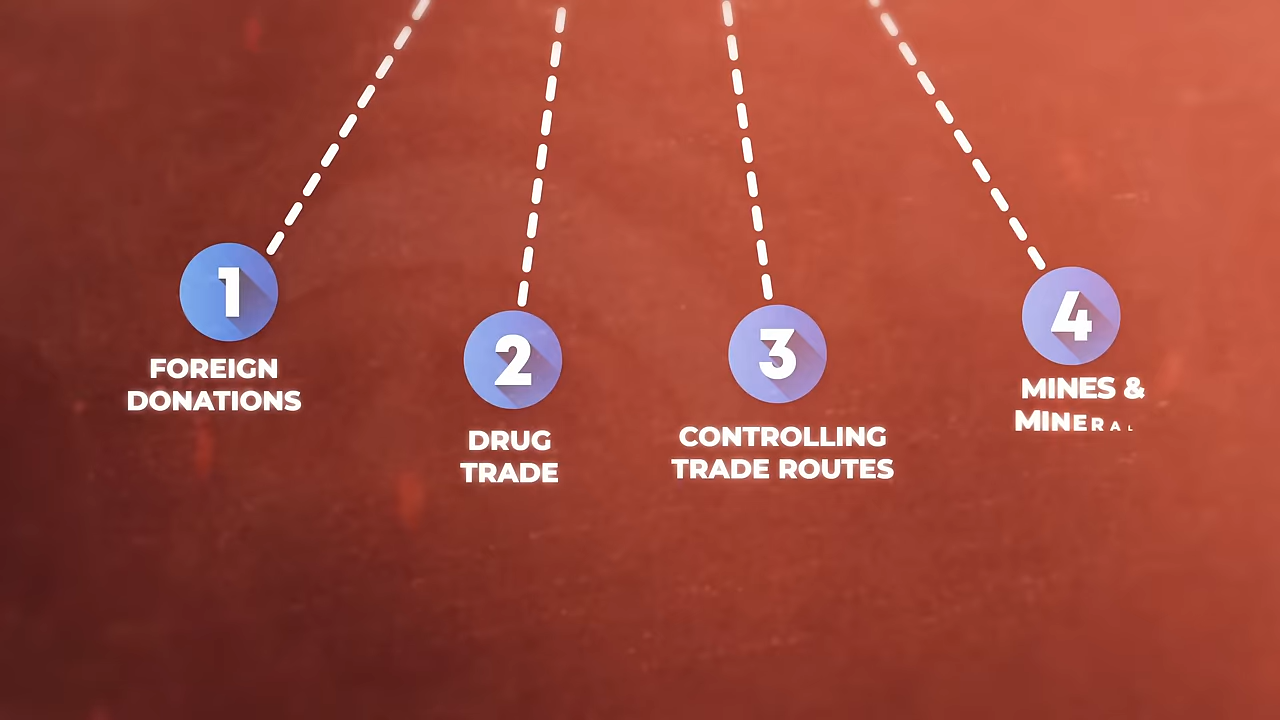 1
FOREIGN
DONATIONS
2
DRUG
TRADE
3
CONTROLLING
TRADE ROUTES
4
MINES &
MINERAL